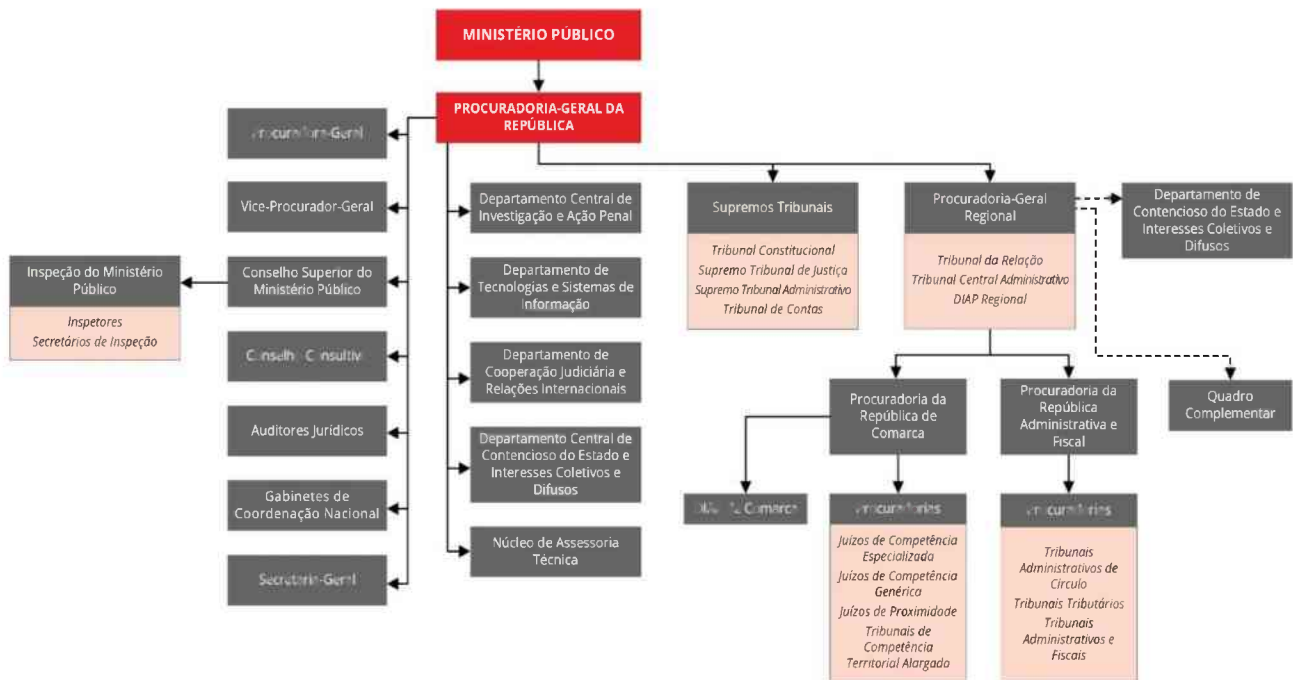 MINISTÉRIO PÚBLICO
PROCURADORIA-GERAL DA
REPÚBLICA
Vice-Procurador-Geral
Conselho Superior do
Ministério Público
Inspeção do Ministério
Público
Inspetores
Secretários de Inspeção
Auditores Jurídicos
Gabinetes de
Coordenação Nacional
Secretaria-Geral
Departamento Central de
Investigação e Ação Penal
Departamento de
Tecnologias e Sistemas de
Informação
Departamento de
Cooperação Judiciária e
Relações Internacionais
Departamento Central de
Contencioso do Estado e
Interesses Coletivos e
Difusos
Núcleo de Assessoria
Técnica
Supremos Tribunais
Tribunal Constitucional
Supremo Tribunal de Justiça
Supremo Tribunal Administrativo
Tribunal de Contas
Procuradoria-Geral
Regional
Tribunal da Relação
Tribunal Central Administrativo
DIAP Regional
Departamento de
Contencioso do Estado e
Interesses Coletivos e
Difusos
Quadro
Complementar
Procuradoria da
República de
Comarca
Procuradoria da
República
Administrativa e
Fiscal
Comarca
Procuradorias
Juízos de Competência
Especializada
Juízos de Competência
Genérica
Juízos de Proximidade
Tribunais de
Competência
Territorial Alargado
Procuradorias
Tribunais
Administrativos de
Círculo
Tribunais Tributários
Tribunais
Administrativos e
Fiscais